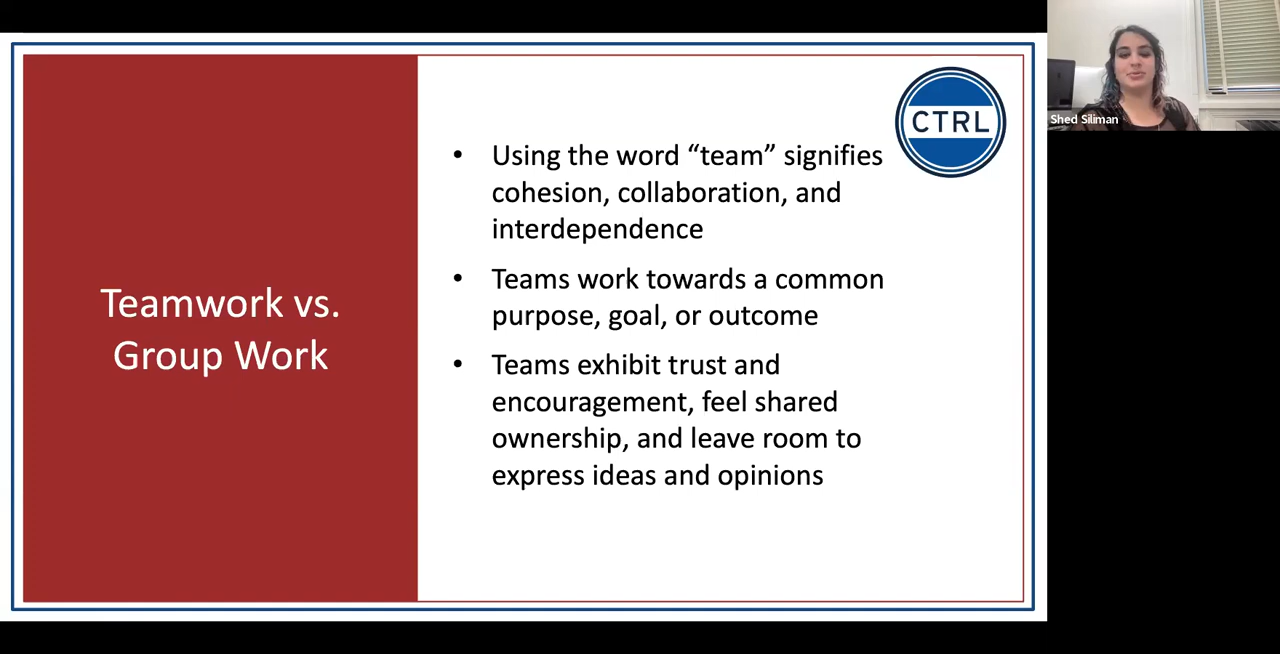 Teamwork vs.
Group Work
CTRL
• Using the word “team” signifies
cohesion, collaboration, and
interdependence
• Teams work towards a common
purpose, goal, or outcome
• Teams exhibit trust and
encouragement, feel shared
ownership, and leave room to
express ideas and opinions
Shed Siliman